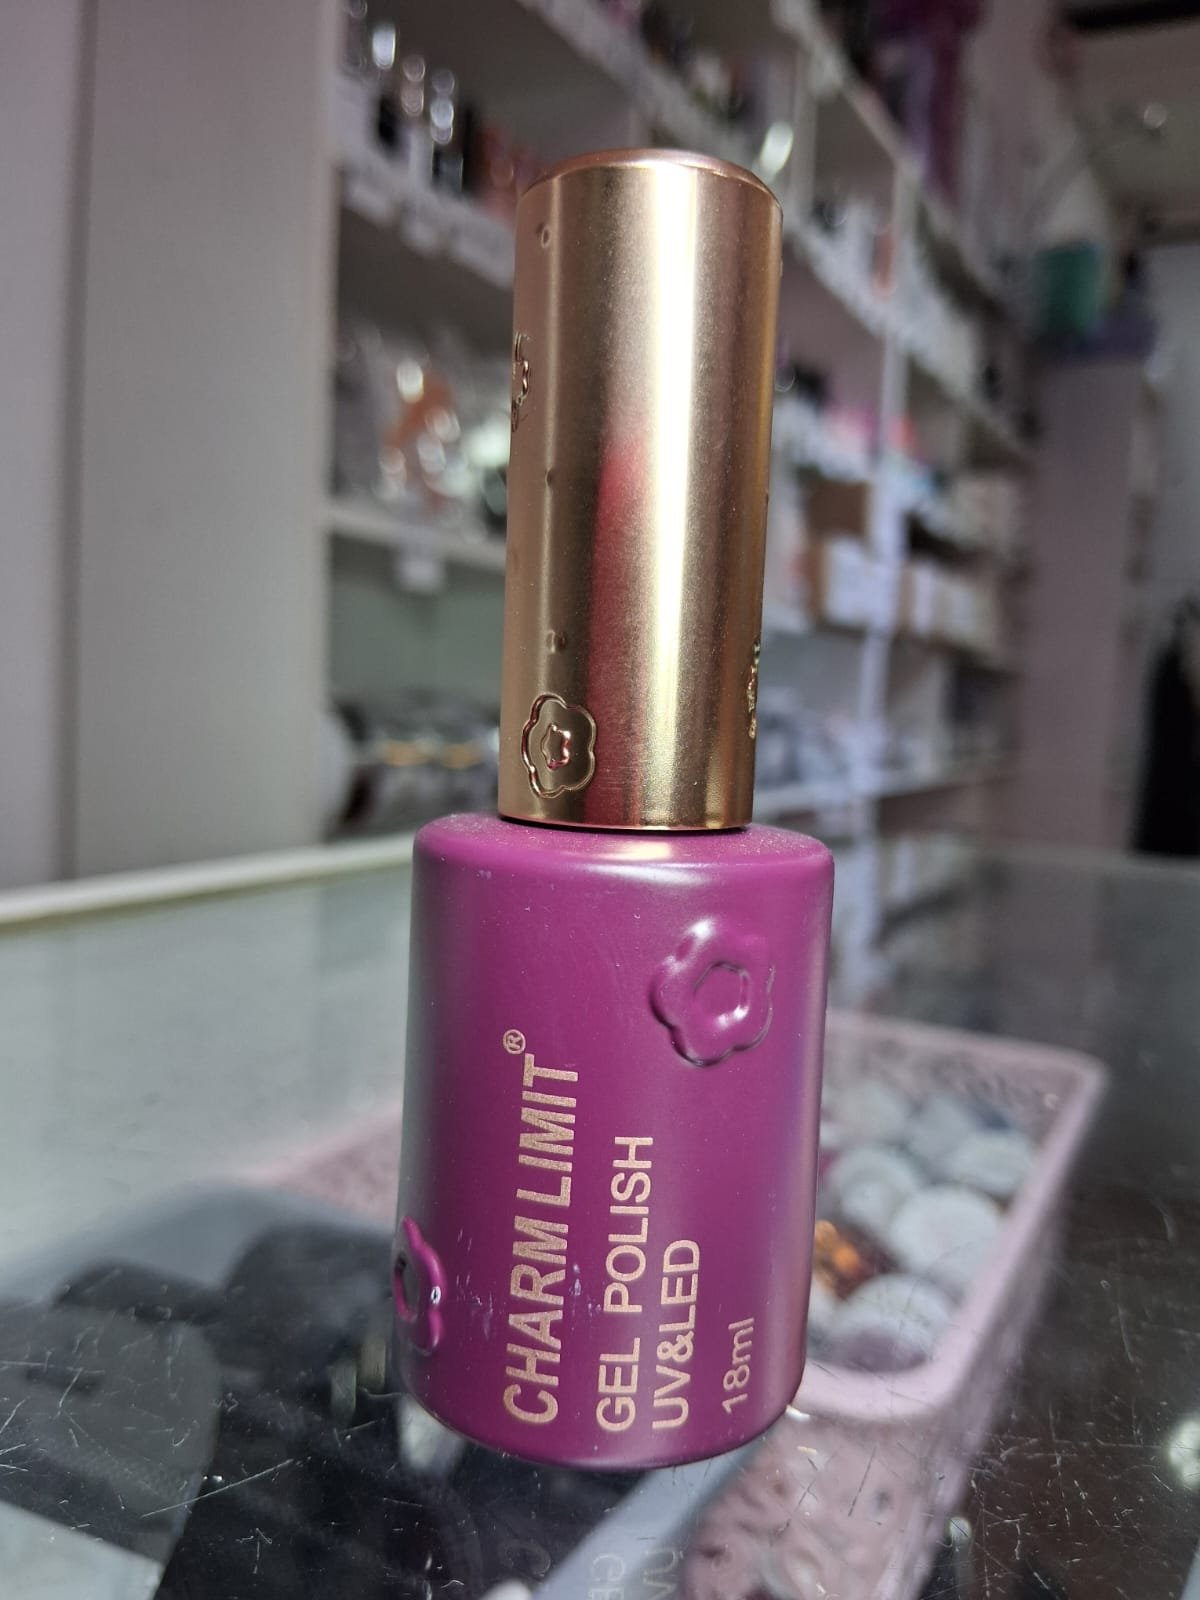 CHARM LIMIT®
GEL POLISH
UV&LED
18ml